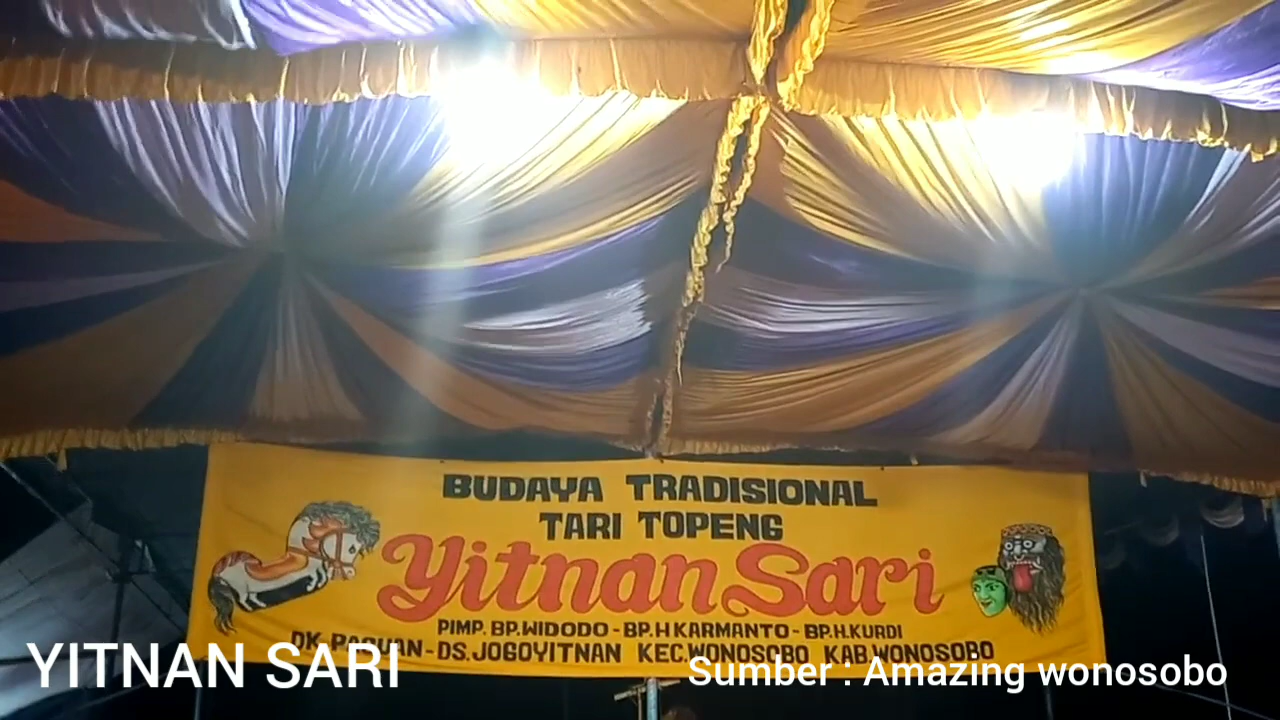 BUDAYA TRADISIONAL
TARI TOPENG
Yitnan Sari
PIMP. BP. WIDODO - BP. H KARMANTO - BP. H. KURDI
DK. - DS. JOGOYITNAN KEC. WONOSOBO KAB. WONOSOBO
YITNAN SARI
Sumber : Amazing wonosobo